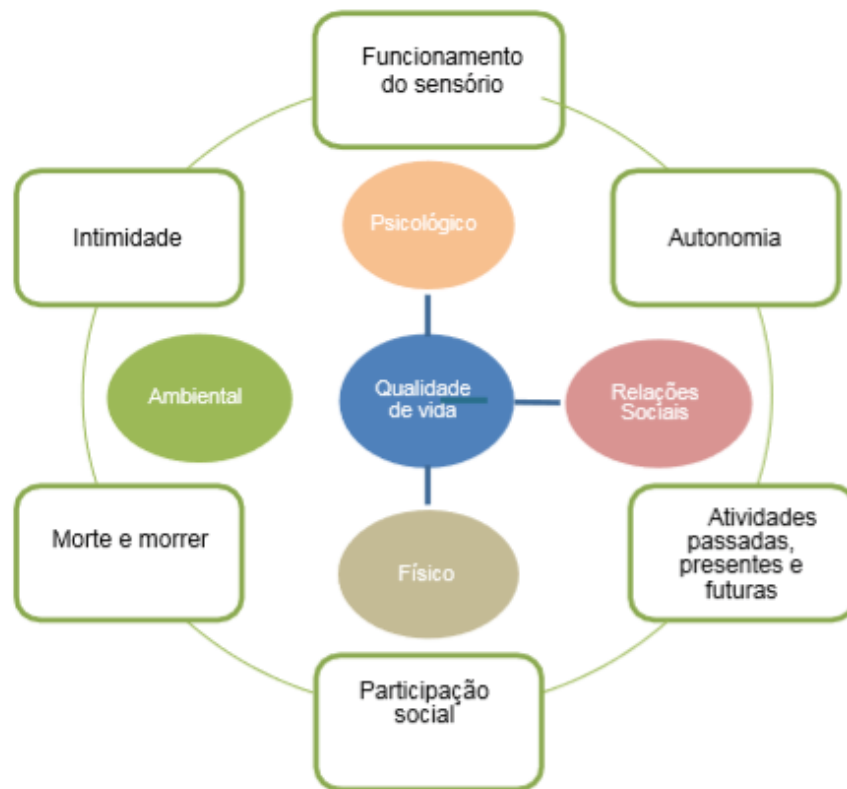 Funcionamento
do sensório
Intimidade
Psicológico
Autonomia
Ambiental
Qualidade
de vida
Relações
Sociais
Morte e morrer
Físico
Atividades
passadas,
presentes e
futuras
Participação
social